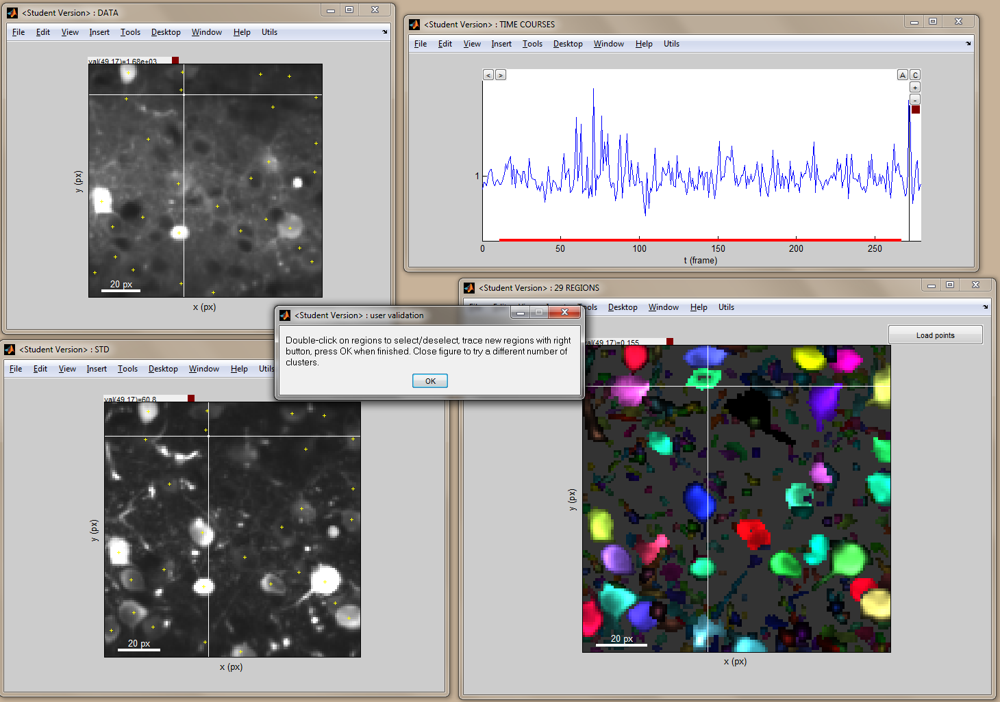 <Student Version> : DATA
File Edit View Insert Tools Desktop Window Help Utils
val(49,17)=1.68e+03
y (px)
20 px
x (px)
<Student Version> : TIME COURSES
File Edit View Insert Tools Desktop Window Help Utils
< >
A C
+
-
1
0 50 100 150 200 250
t (frame)
<Student Version> : STD
File Edit View Insert Tools Desktop Window Help Utils
val(49,17)=60.8
y (px)
20 px
x (px)
<Student Version> : user validation
Double-click on regions to select/deselect, trace new regions with right
button, press OK when finished. Close figure to try a different number of
clusters.
OK
<Student Version> : 29 REGIONS
Desktop Window Help Utils
Load points
val(49,17)=0.155
y (px)
20 px
x (px)